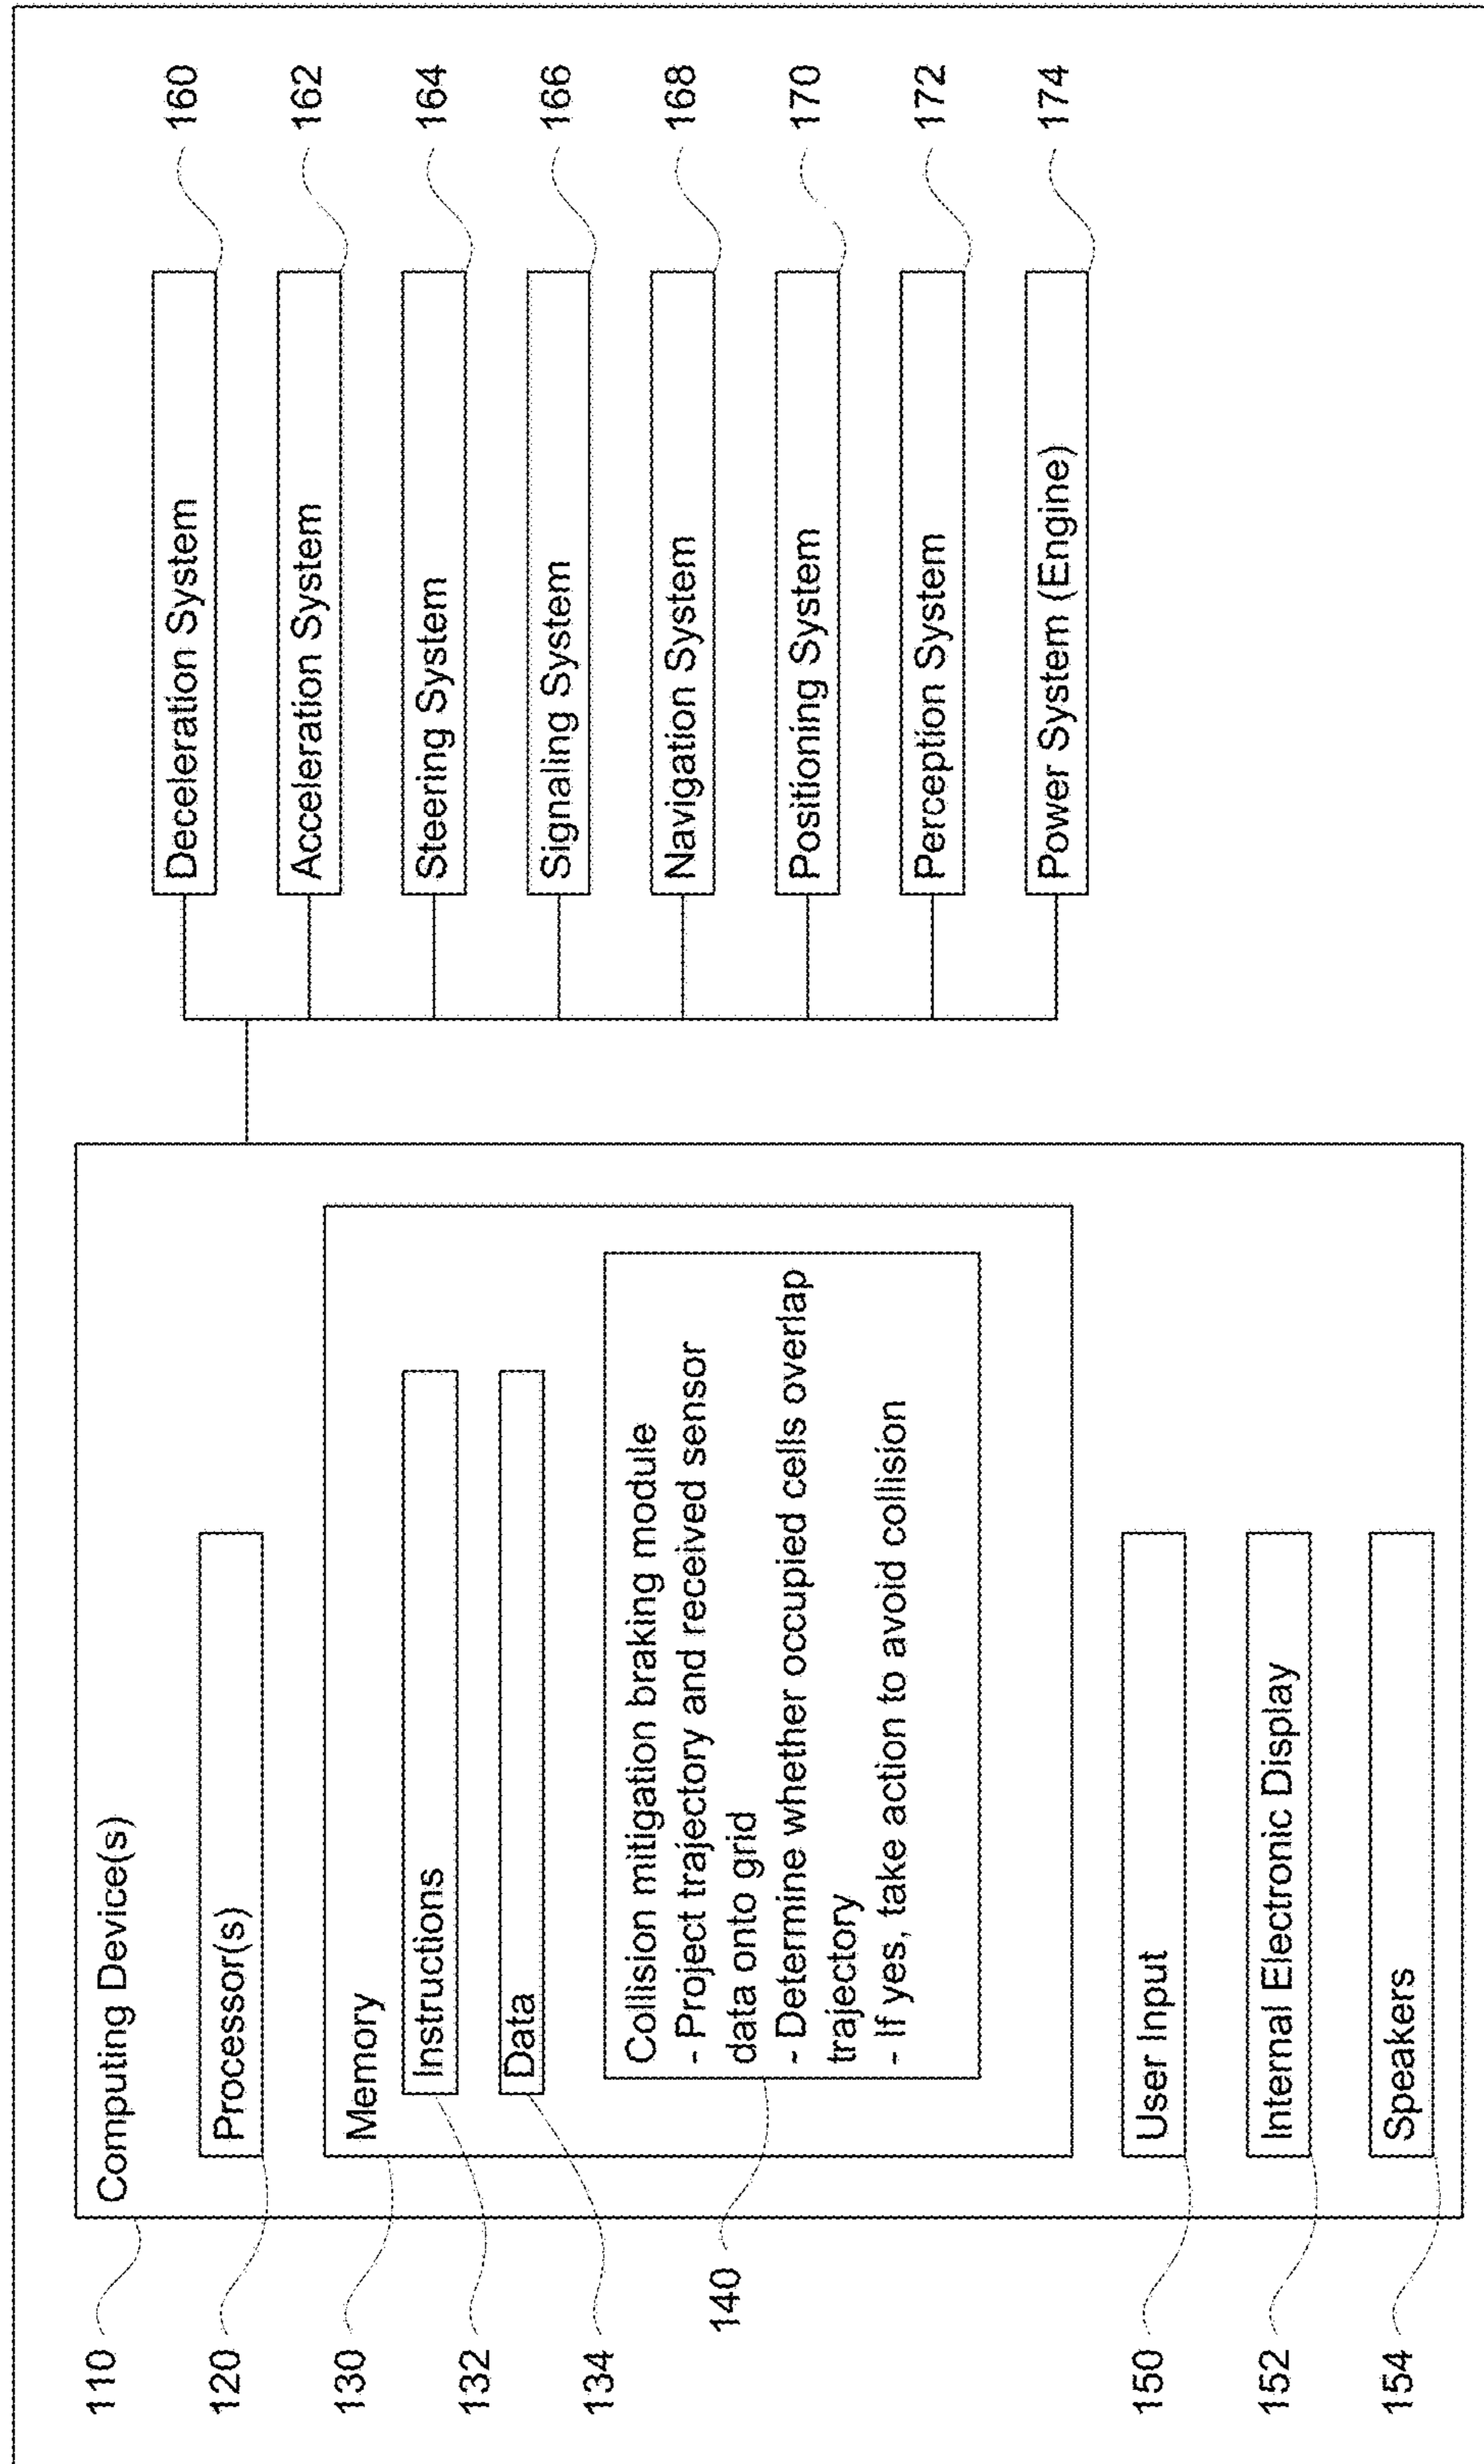 110
Computing Device(s)
120
Processor(s)
130
Memory
132
Instructions
134
Data
140
Collision mitigation braking module
- Project trajectory and received sensor
data onto grid
- Determine whether occupied cells overlap
trajectory
- If yes, take action to avoid collision
150
User Input
152
Internal Electronic Display
154
Speakers
Deceleration System
160
Acceleration System
162
Steering System
164
Signaling System
166
Navigation System
168
Positioning System
170
Perception System
172
Power System (Engine)
174